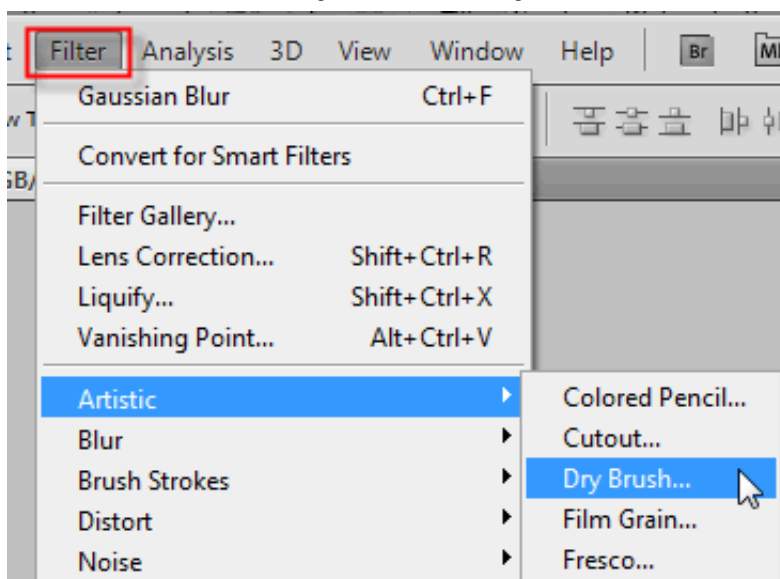 Filter Analysis 3D View Window Help Br
Gaussian Blur Ctrl+F
Convert for Smart Filters
Filter Gallery...
Lens Correction... Shift+Ctrl+R
Liquify... Shift+Ctrl+X
Vanishing Point... Alt+Ctrl+V
Artistic Colored Pencil...
Blur Cutout...
Brush Strokes Dry Brush...
Distort Film Grain...
Noise Fresco...